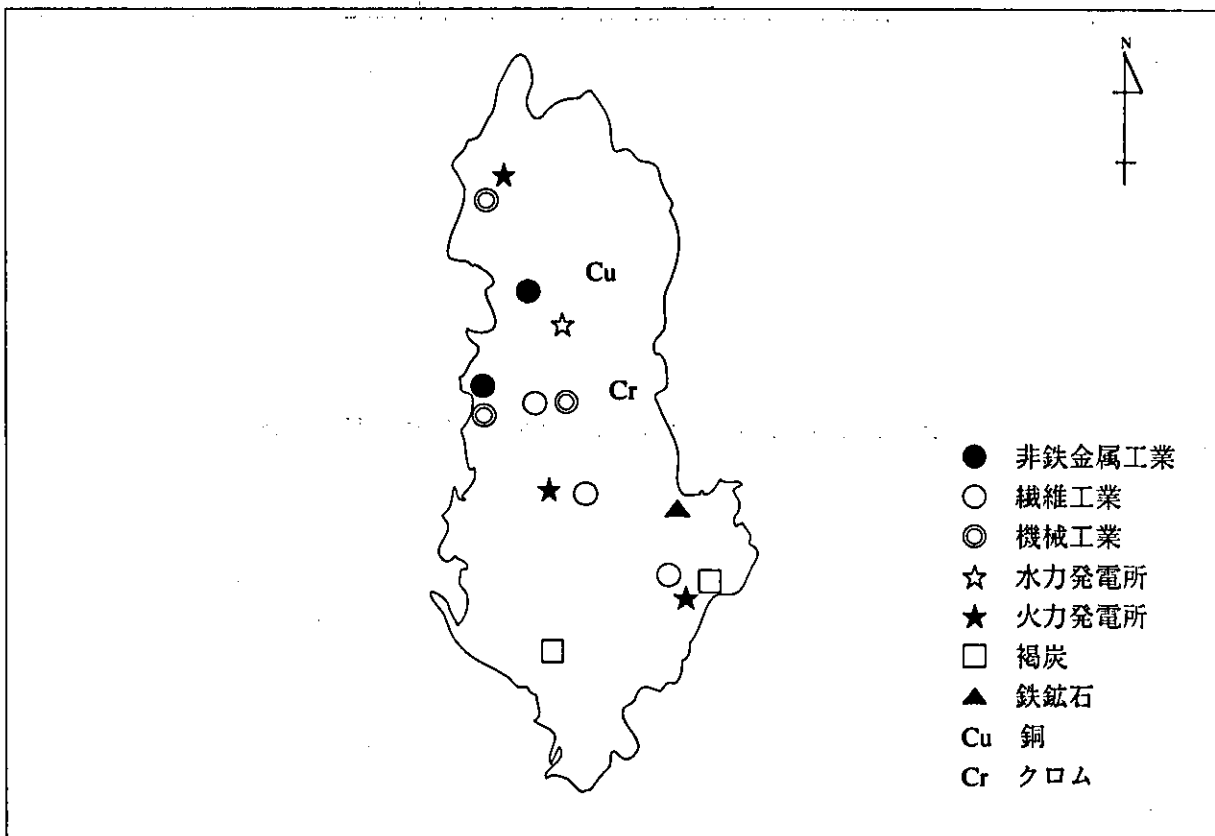 N
Cu
Cr
● 非鉄金属工業
○ 繊維工業
◎ 機械工業
☆ 水力発電所
★ 火力発電所
□ 褐炭
▲ 鉄鉱石
Cu 銅
Cr クロム